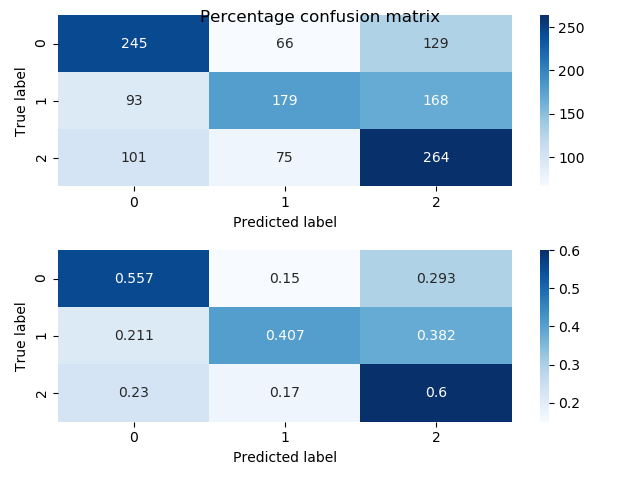 Percentage confusion matrix
True label
0 245 66 129
1 93 179 168
2 101 75 264
0 1 2
Predicted label
250
200
150
100
True label
0 0.557 0.15 0.293
1 0.211 0.407 0.382
2 0.23 0.17 0.6
0 1 2
Predicted label
0.6
0.5
0.4
0.3
0.2